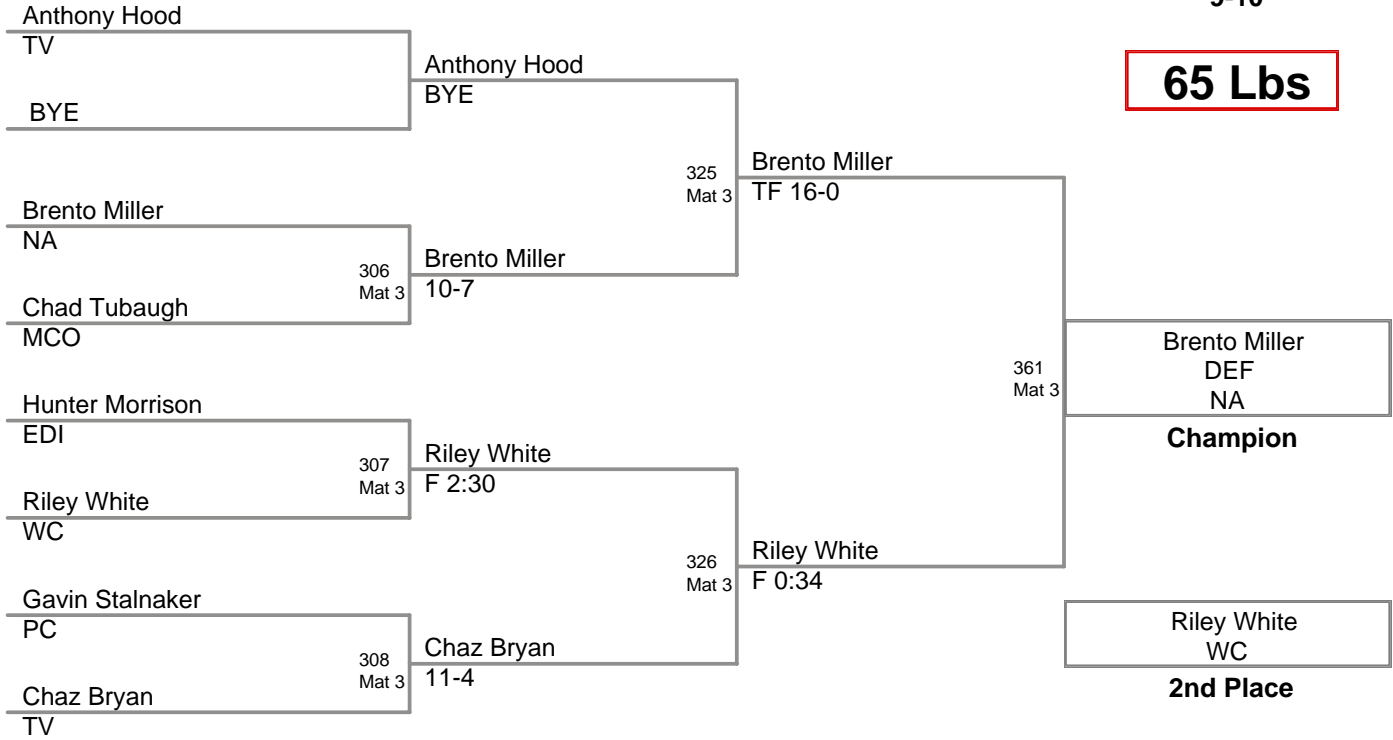 Anthony Hood
TV
BYE
Brento Miller
NA
Chad Tubaugh
MCO
Hunter Morrison
EDI
Riley White
WC
Gavin Stalnaker
PC
Chaz Bryan
TV
Anthony Hood
BYE
306
Mat 3
Brento Miller
10-7
307
Mat 3
Riley White
F 2:30
308
Mat 3
Chaz Bryan
11-4
325
Mat 3
Brento Miller
TF 16-0
326
Mat 3
Riley White
F 0:34
65 Lbs
361
Mat 3
Brento Miller
DEF
NA
Champion
Riley White
WC
2nd Place